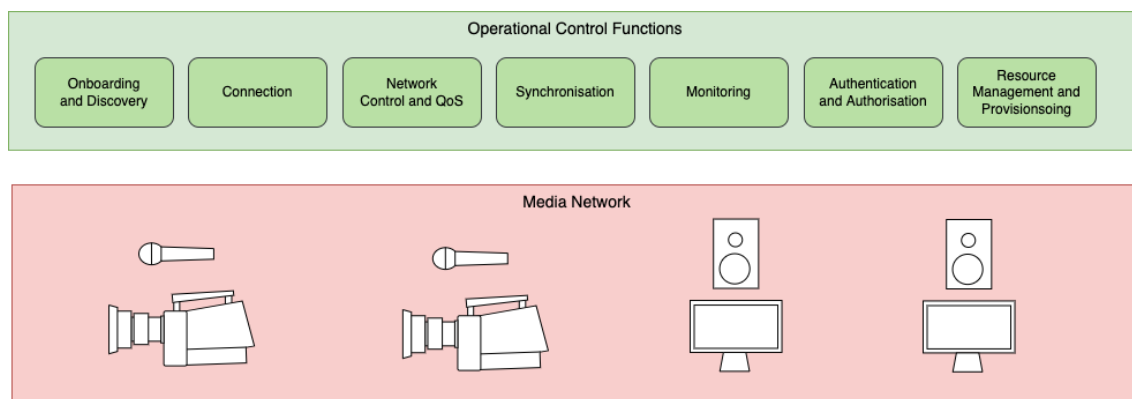 Operational Control Functions
Onboarding
and Discovery
Connection
Network
Control and QoS
Synchronisation
Monitoring
Authentication
and Authorisation
Resource
Management and
Provisionsoing
Media Network